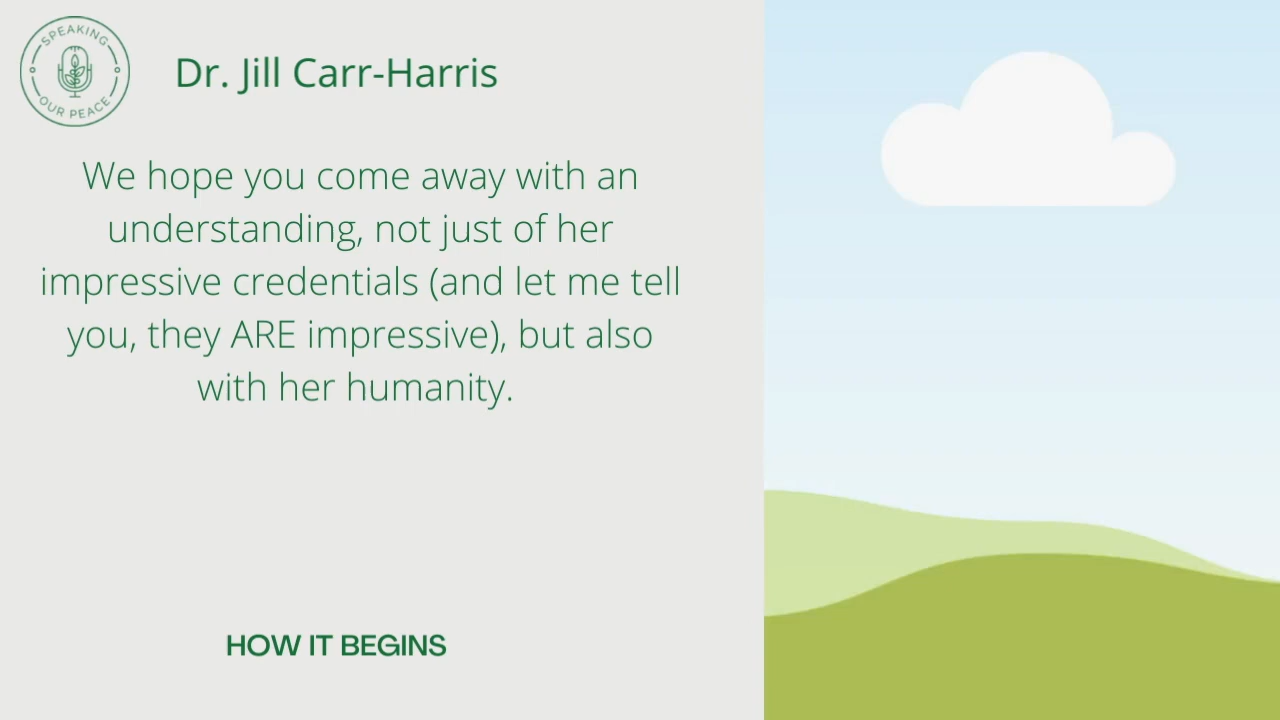 SPEAKING
OUR PEACE
Dr. Jill Carr-Harris
We hope you come away with an
understanding, not just of her
impressive credentials (and let me tell
you, they ARE impressive), but also
with her humanity.
HOW IT BEGINS